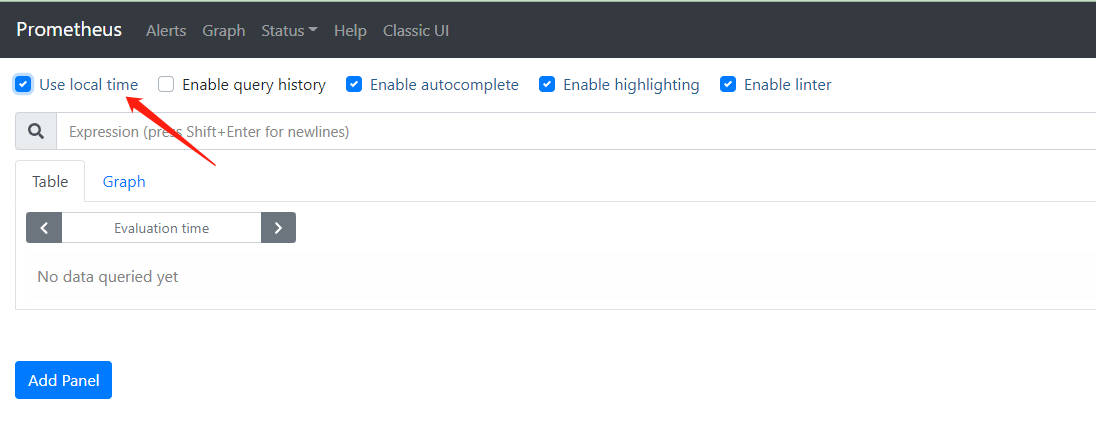 Prometheus Alerts Graph Status Help Classic UI
Use local time Enable query history Enable autocomplete Enable highlighting Enable linter
Expression (press Shift+Enter for newlines)
Table Graph
Evaluation time
No data queried yet
Add Panel